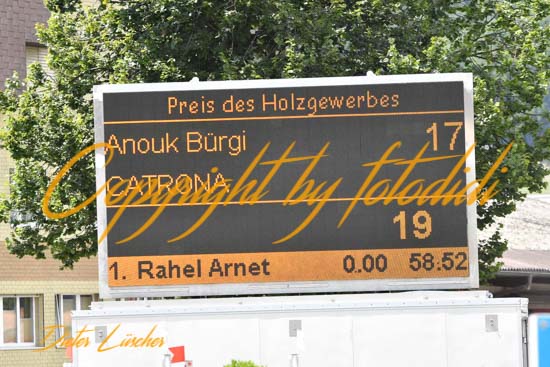 Preis des Holzgewerbes
Anouk Bürgi 17
CATRONA
Copyright by fotodidi
19
1. Rahel Arnet 0.00 58:52
Dieter Lüscher